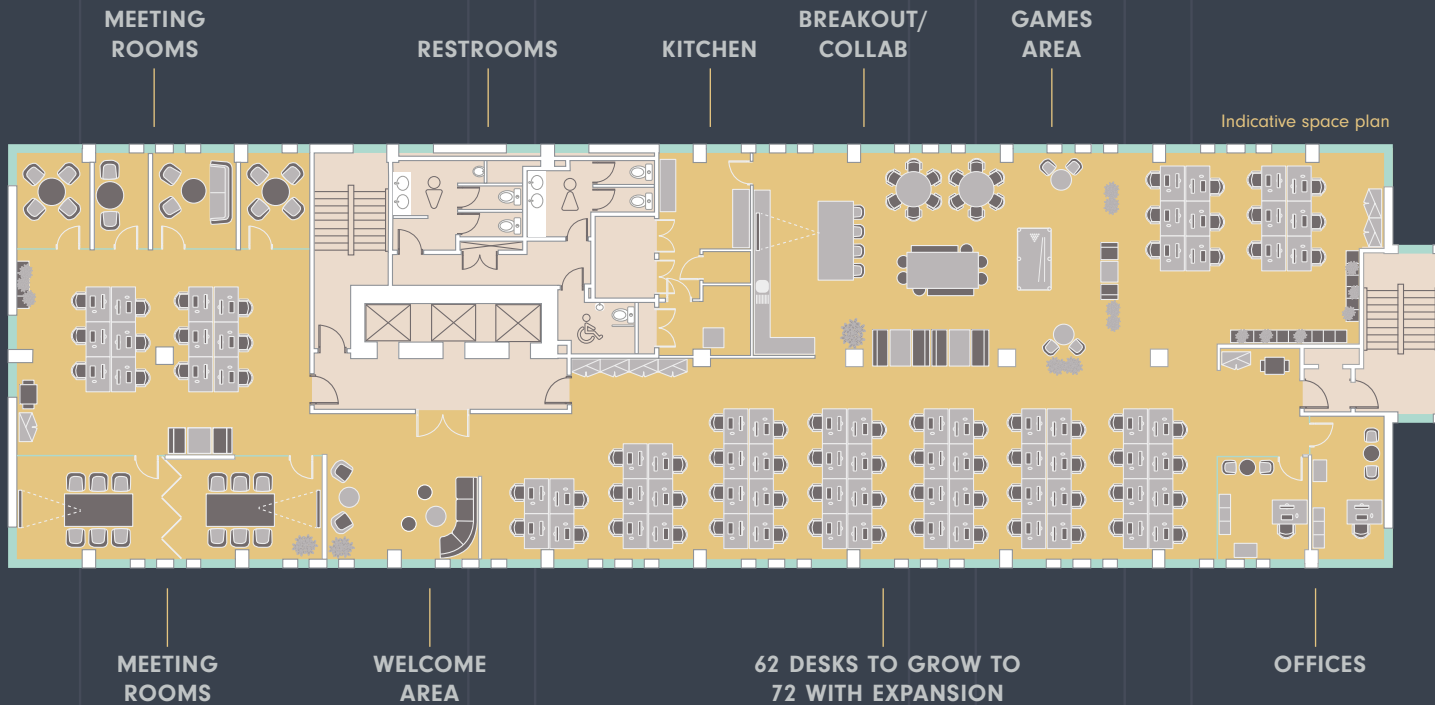 MEETING
ROOMS
RESTROOMS
KITCHEN
BREAKOUT/
COLLAB
GAMES
AREA
Indicative space plan
MEETING
ROOMS
WELCOME
AREA
62 DESKS TO GROW TO
72 WITH EXPANSION
OFFICES